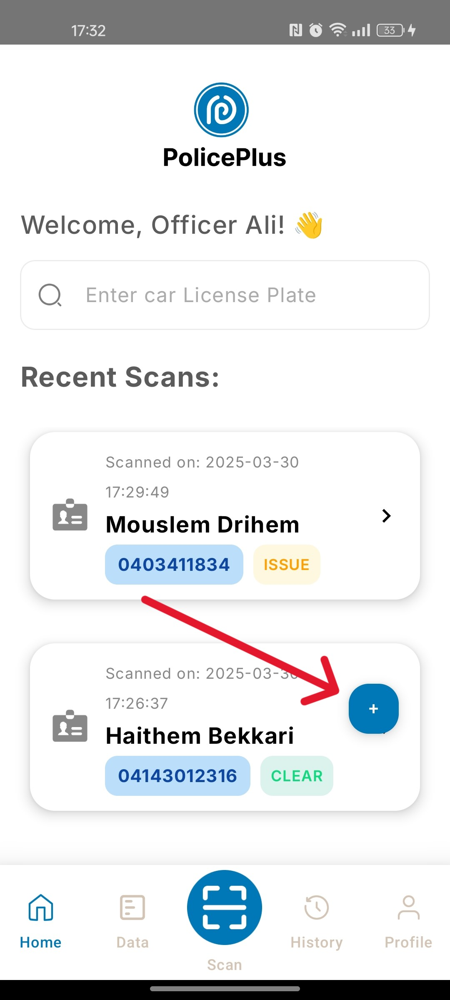 17:32
33
PolicePlus
Welcome, Officer Ali! 👋
Enter car License Plate
Recent Scans:
Scanned on: 2025-03-30
17:29:49
Mouslem Drihem
0403411834 ISSUE
Scanned on: 2025-03-30
17:26:37
+
Haithem Bekkari
04143012316 CLEAR
Home Data Scan History Profile